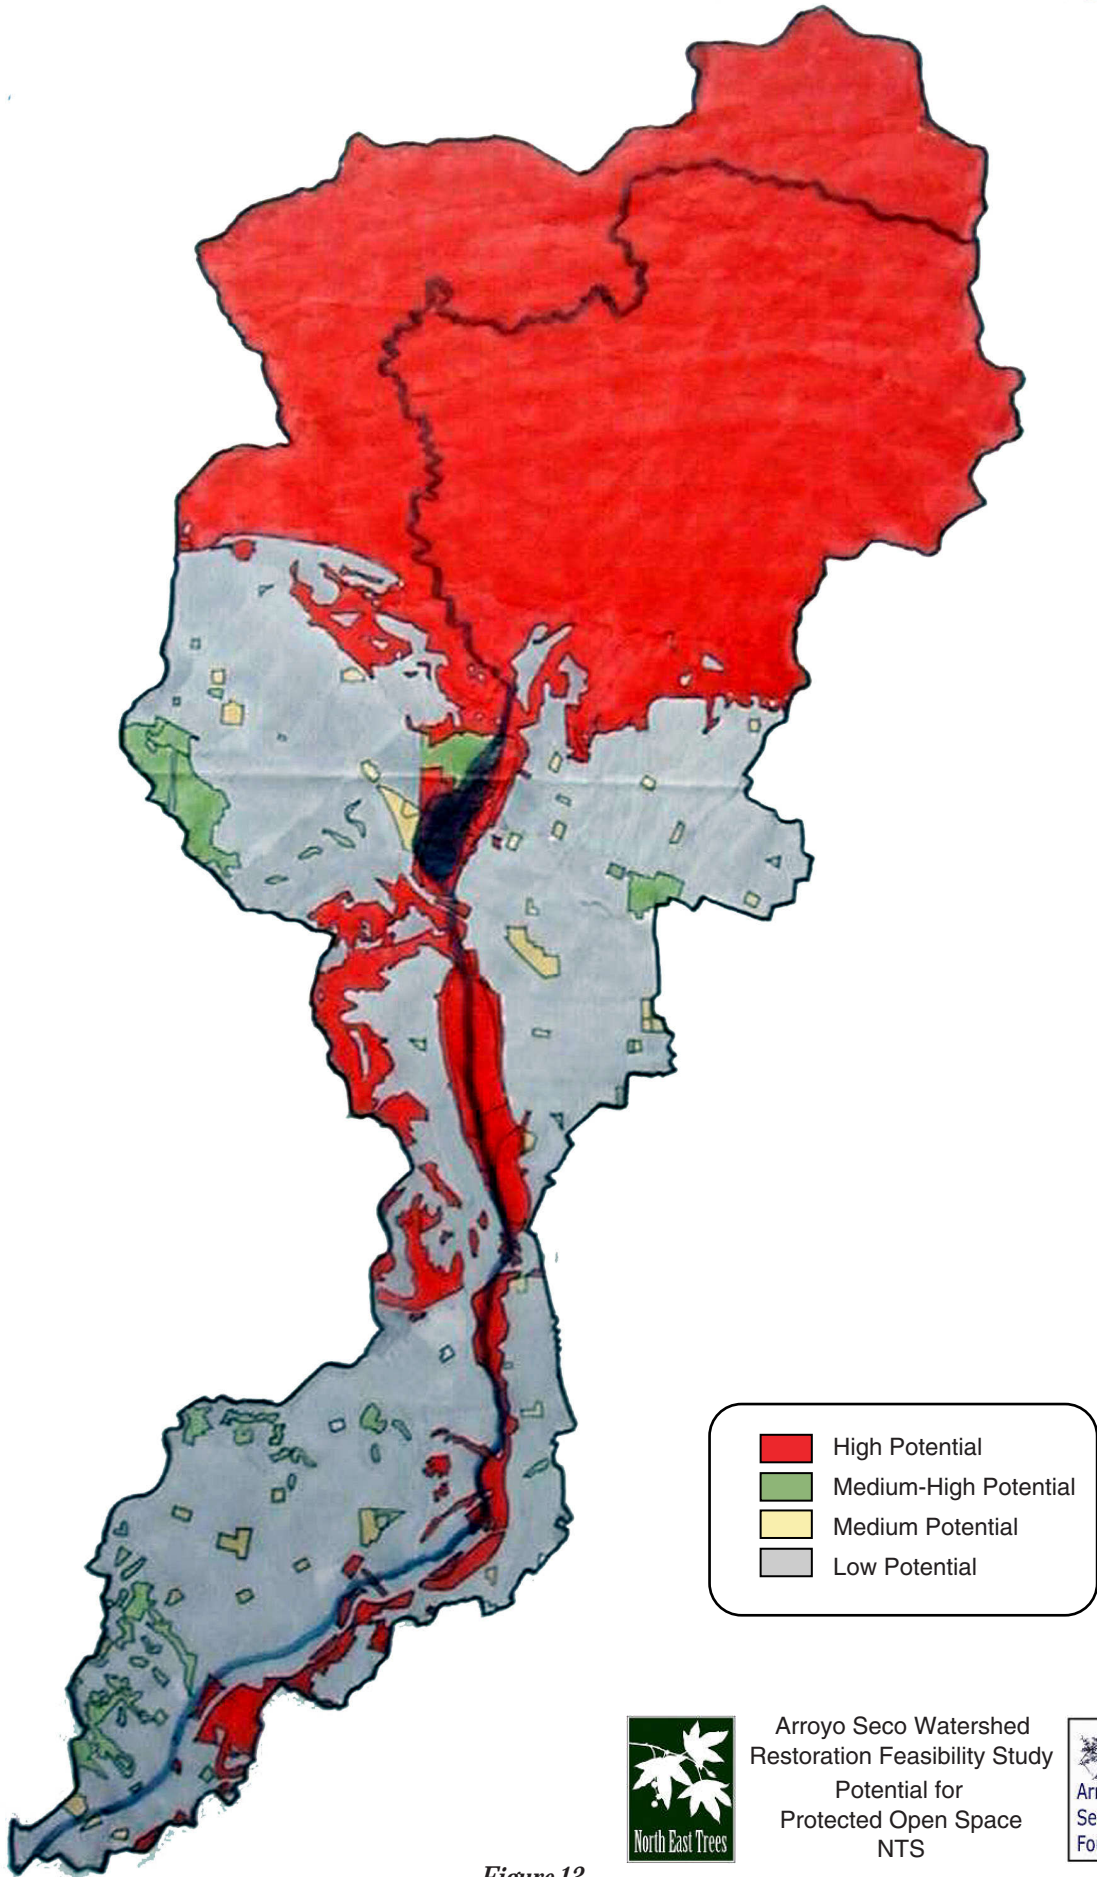 High Potential
Medium-High Potential
Medium Potential
Low Potential
North East Trees
Arroyo Seco Watershed
Restoration Feasibility Study
Potential for
Protected Open Space
NTS